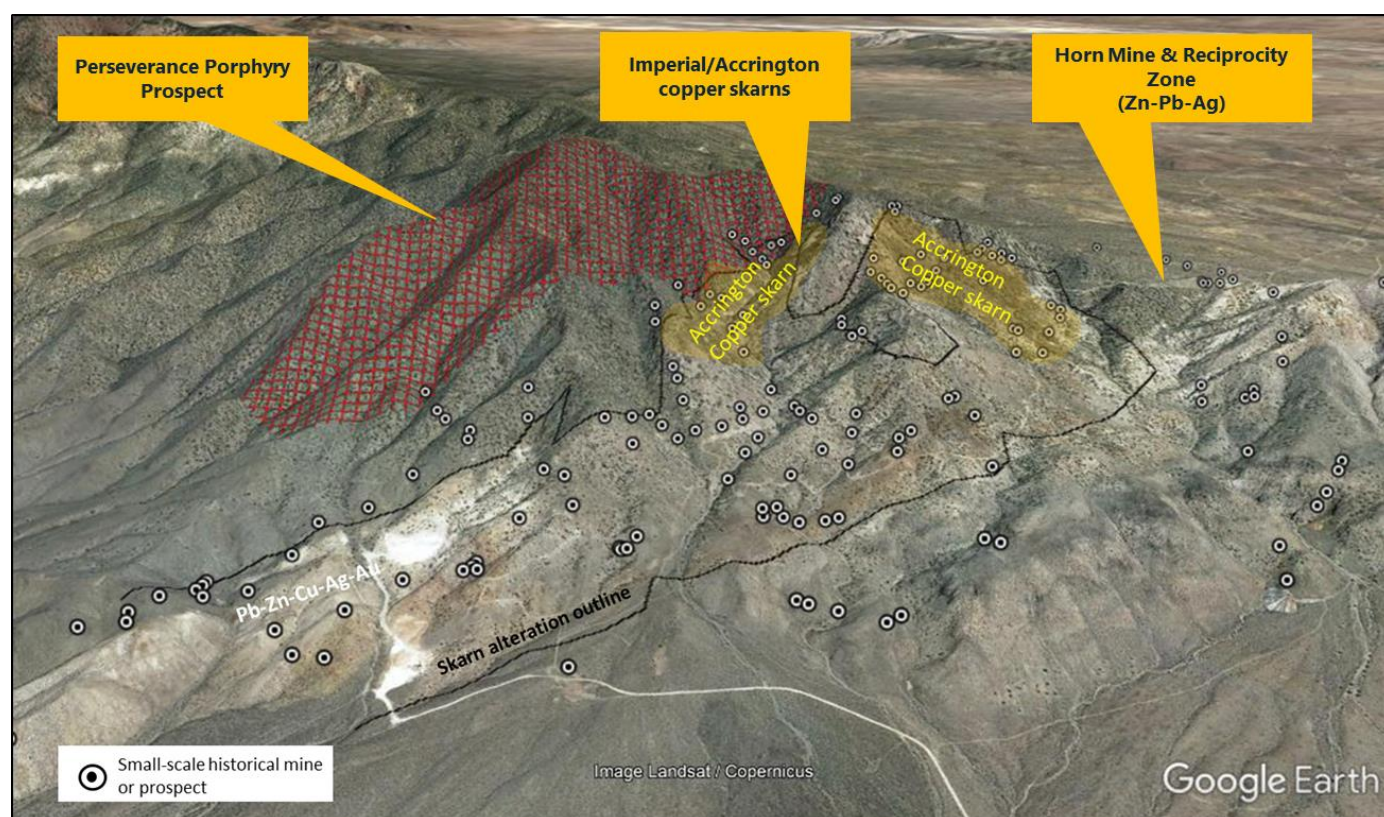 Perseverance Porphyry
Prospect
Imperial/Accrington
copper skarns
Horn Mine & Reciprocity
Zone
(Zn-Pb-Ag)
Accrington
Copper skarn
Accrington
Copper skarn
Pb-Zn-Cu-Ag-Au
Skarn alteration outline
Small-scale historical mine
or prospect
Image Landsat / Copernicus
Google Earth